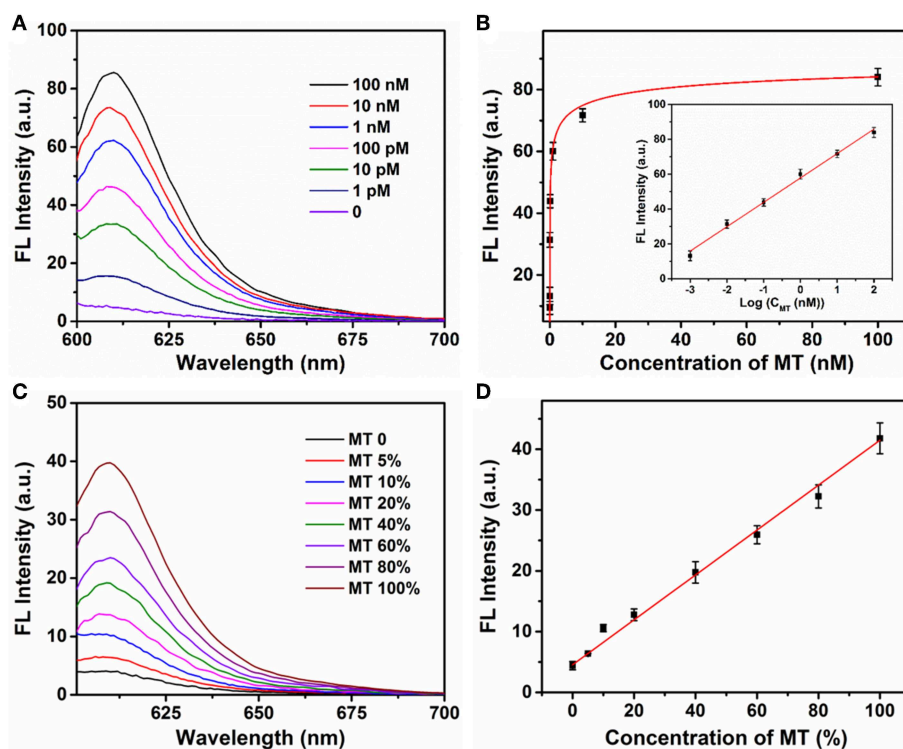 A
100
80
60
40
20
0
600
625
650
675
700
FL Intensity (a.u.)
Wavelength (nm)
100 nM
10 nM
1 nM
100 pM
10 pM
1 pM
0
B
90
80
70
60
50
40
30
20
10
0
20
40
60
80
100
FL Intensity (a.u.)
Concentration of MT (nM)
100
80
60
40
20
0
-3
-2
-1
0
1
2
FL Intensity (a.u.)
Log (CMT (nM))
C
50
40
30
20
10
0
625
650
675
700
FL Intensity (a.u.)
Wavelength (nm)
MT 0
MT 5%
MT 10%
MT 20%
MT 40%
MT 60%
MT 80%
MT 100%
D
40
30
20
10
0
0
20
40
60
80
100
FL Intensity (a.u.)
Concentration of MT (%)